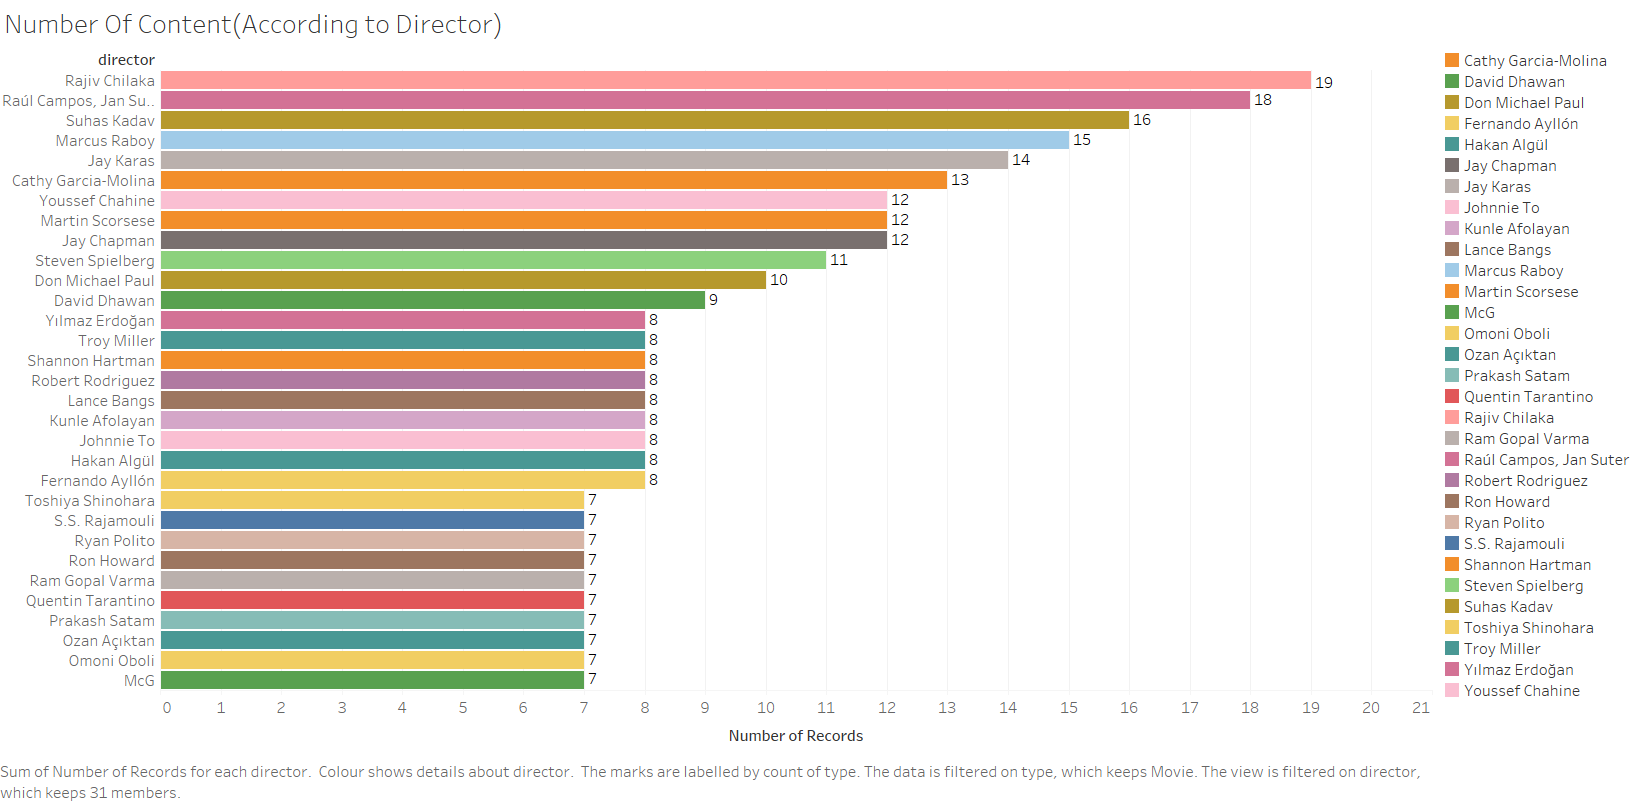 Number Of Content(According to Director)
director
Rajiv Chilaka 19
Raúl Campos, Jan Su.. 18
Suhas Kadav 16
Marcus Raboy 15
Jay Karas 14
Cathy Garcia-Molina 13
Youssef Chahine 12
Martin Scorsese 12
Jay Chapman 12
Steven Spielberg 11
Don Michael Paul 10
David Dhawan 9
Yılmaz Erdoğan 8
Troy Miller 8
Shannon Hartman 8
Robert Rodriguez 8
Lance Bangs 8
Kunle Afolayan 8
Johnnie To 8
Hakan Algül 8
Fernando Ayllón 8
Toshiya Shinohara 7
S.S. Rajamouli 7
Ryan Polito 7
Ron Howard 7
Ram Gopal Varma 7
Quentin Tarantino 7
Prakash Satam 7
Ozan Açıktan 7
Omoni Oboli 7
McG 7
0 1 2 3 4 5 6 7 8 9 10 11 12 13 14 15 16 17 18 19 20 21
Number of Records
Cathy Garcia-Molina
David Dhawan
Don Michael Paul
Fernando Ayllón
Hakan Algül
Jay Chapman
Jay Karas
Johnnie To
Kunle Afolayan
Lance Bangs
Marcus Raboy
Martin Scorsese
McG
Omoni Oboli
Ozan Açıktan
Prakash Satam
Quentin Tarantino
Rajiv Chilaka
Ram Gopal Varma
Raúl Campos, Jan Suter
Robert Rodriguez
Ron Howard
Ryan Polito
S.S. Rajamouli
Shannon Hartman
Steven Spielberg
Suhas Kadav
Toshiya Shinohara
Troy Miller
Yılmaz Erdoğan
Youssef Chahine
Sum of Number of Records for each director.  Colour shows details about director.  The marks are labelled by count of type. The data is filtered on type, which keeps Movie. The view is filtered on director,
which keeps 31 members.